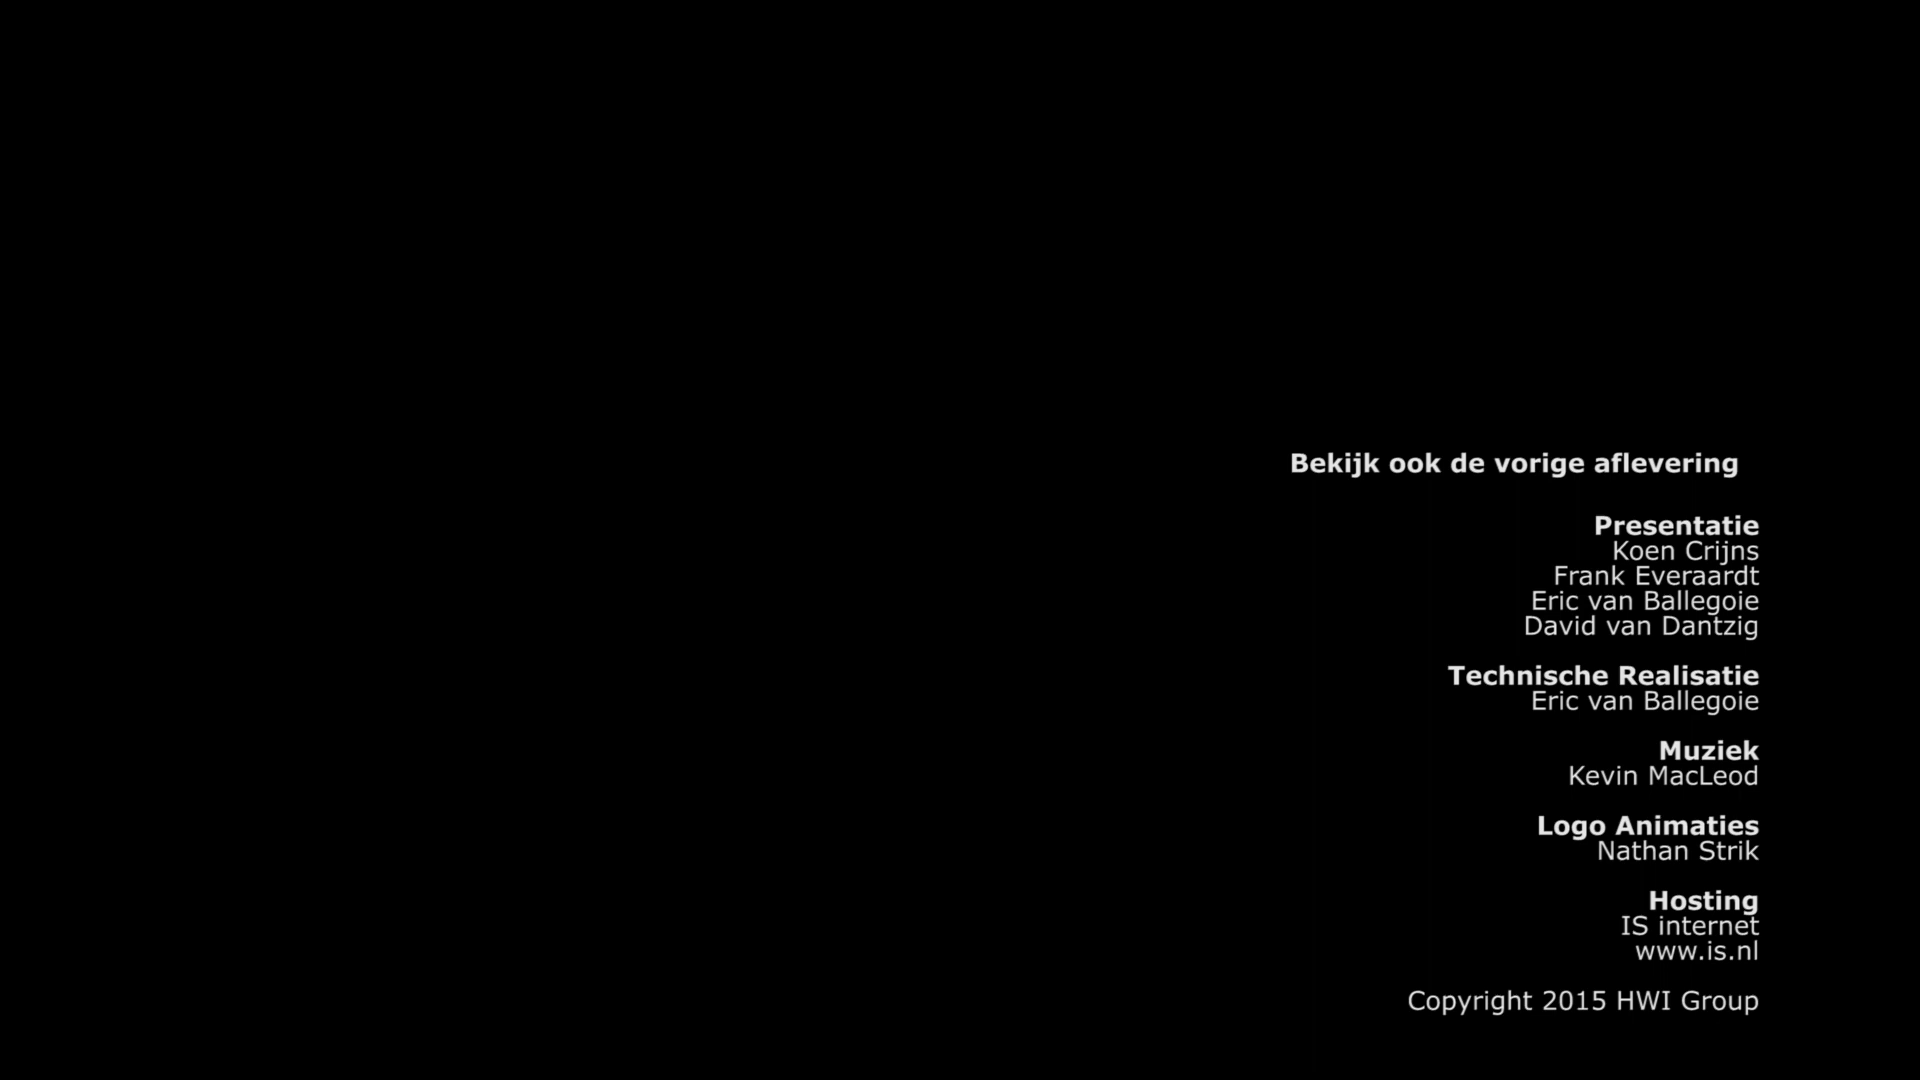 Bekijk ook de vorige aflevering
Presentatie
Koen Crijns
Frank Everaardt
Eric van Ballegoie
David van Dantzig
Technische Realisatie
Eric van Ballegoie
Muziek
Kevin MacLeod
Logo Animaties
Nathan Strik
Hosting
IS internet
www.is.nl
Copyright 2015 HWI Group